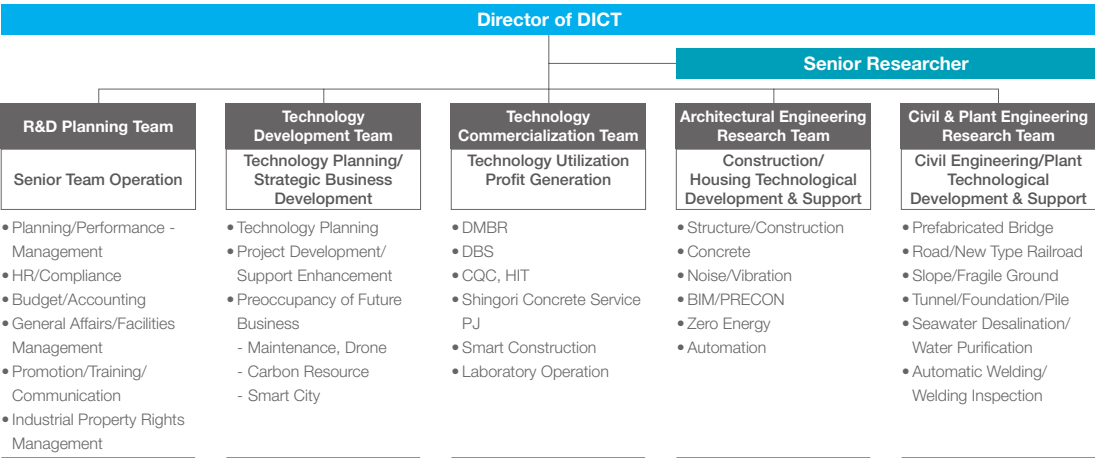 Director of DICT
Senior Researcher
R&D Planning Team
Senior Team Operation
• Planning/Performance -
Management
• HR/Compliance
• Budget/Accounting
• General Affairs/Facilities
Management
• Promotion/Training/
Communication
• Industrial Property Rights
Management
Technology
Development Team
Technology Planning/
Strategic Business
Development
• Technology Planning
• Project Development/
Support Enhancement
• Preoccupancy of Future
Business
- Maintenance, Drone
- Carbon Resource
- Smart City
Technology
Commercialization Team
Technology Utilization
Profit Generation
• DMBR
• DBS
• CQC, HIT
• Shingori Concrete Service
PJ
• Smart Construction
• Laboratory Operation
Architectural Engineering
Research Team
Construction/
Housing Technological
Development & Support
• Structure/Construction
• Concrete
• Noise/Vibration
• BIM/PRECON
• Zero Energy
• Automation
Civil & Plant Engineering
Research Team
Civil Engineering/Plant
Technological
Development & Support
• Prefabricated Bridge
• Road/New Type Railroad
• Slope/Fragile Ground
• Tunnel/Foundation/Pile
• Seawater Desalination/
Water Purification
• Automatic Welding/
Welding Inspection